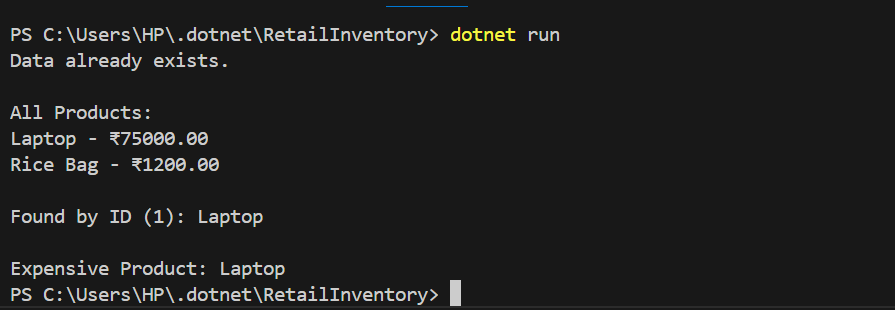 PS C:\Users\HP\.dotnet\RetailInventory> dotnet run
Data already exists.
All Products:
Laptop - ₹75000.00
Rice Bag - ₹1200.00
Found by ID (1): Laptop
Expensive Product: Laptop
PS C:\Users\HP\.dotnet\RetailInventory>